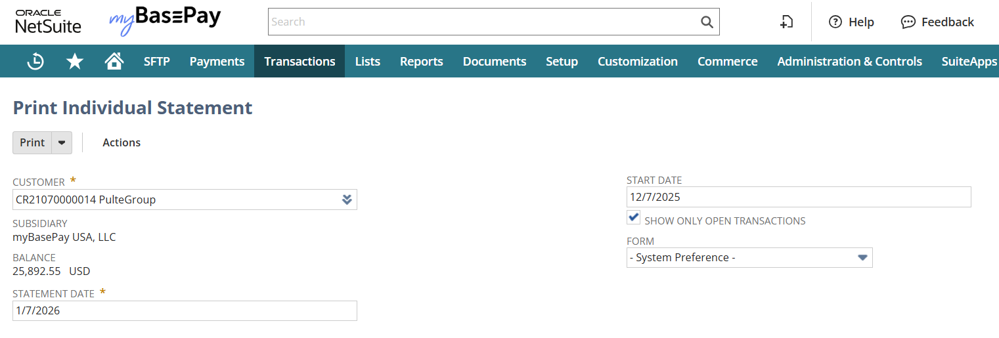 ORACLE
NetSuite
myBasePay
Search
Help
Feedback
SFTP
Payments
Transactions
Lists
Reports
Documents
Setup
Customization
Commerce
Administration & Controls
SuiteApps
Print Individual Statement
Print
Actions
CUSTOMER *
CR21070000014 PulteGroup
SUBSIDIARY
myBasePay USA, LLC
BALANCE
25,892.55 USD
STATEMENT DATE *
1/7/2026
START DATE
12/7/2025
SHOW ONLY OPEN TRANSACTIONS
FORM
- System Preference -